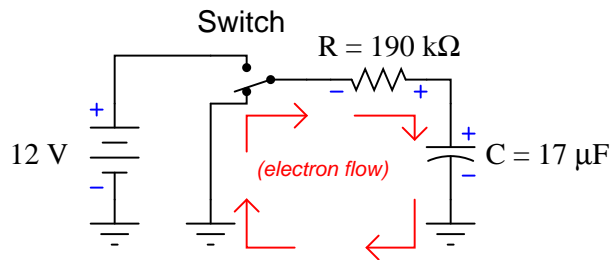 Switch
R = 190 kΩ
+
− +
12 V
+
(electron flow)
C = 17 μF
−
−